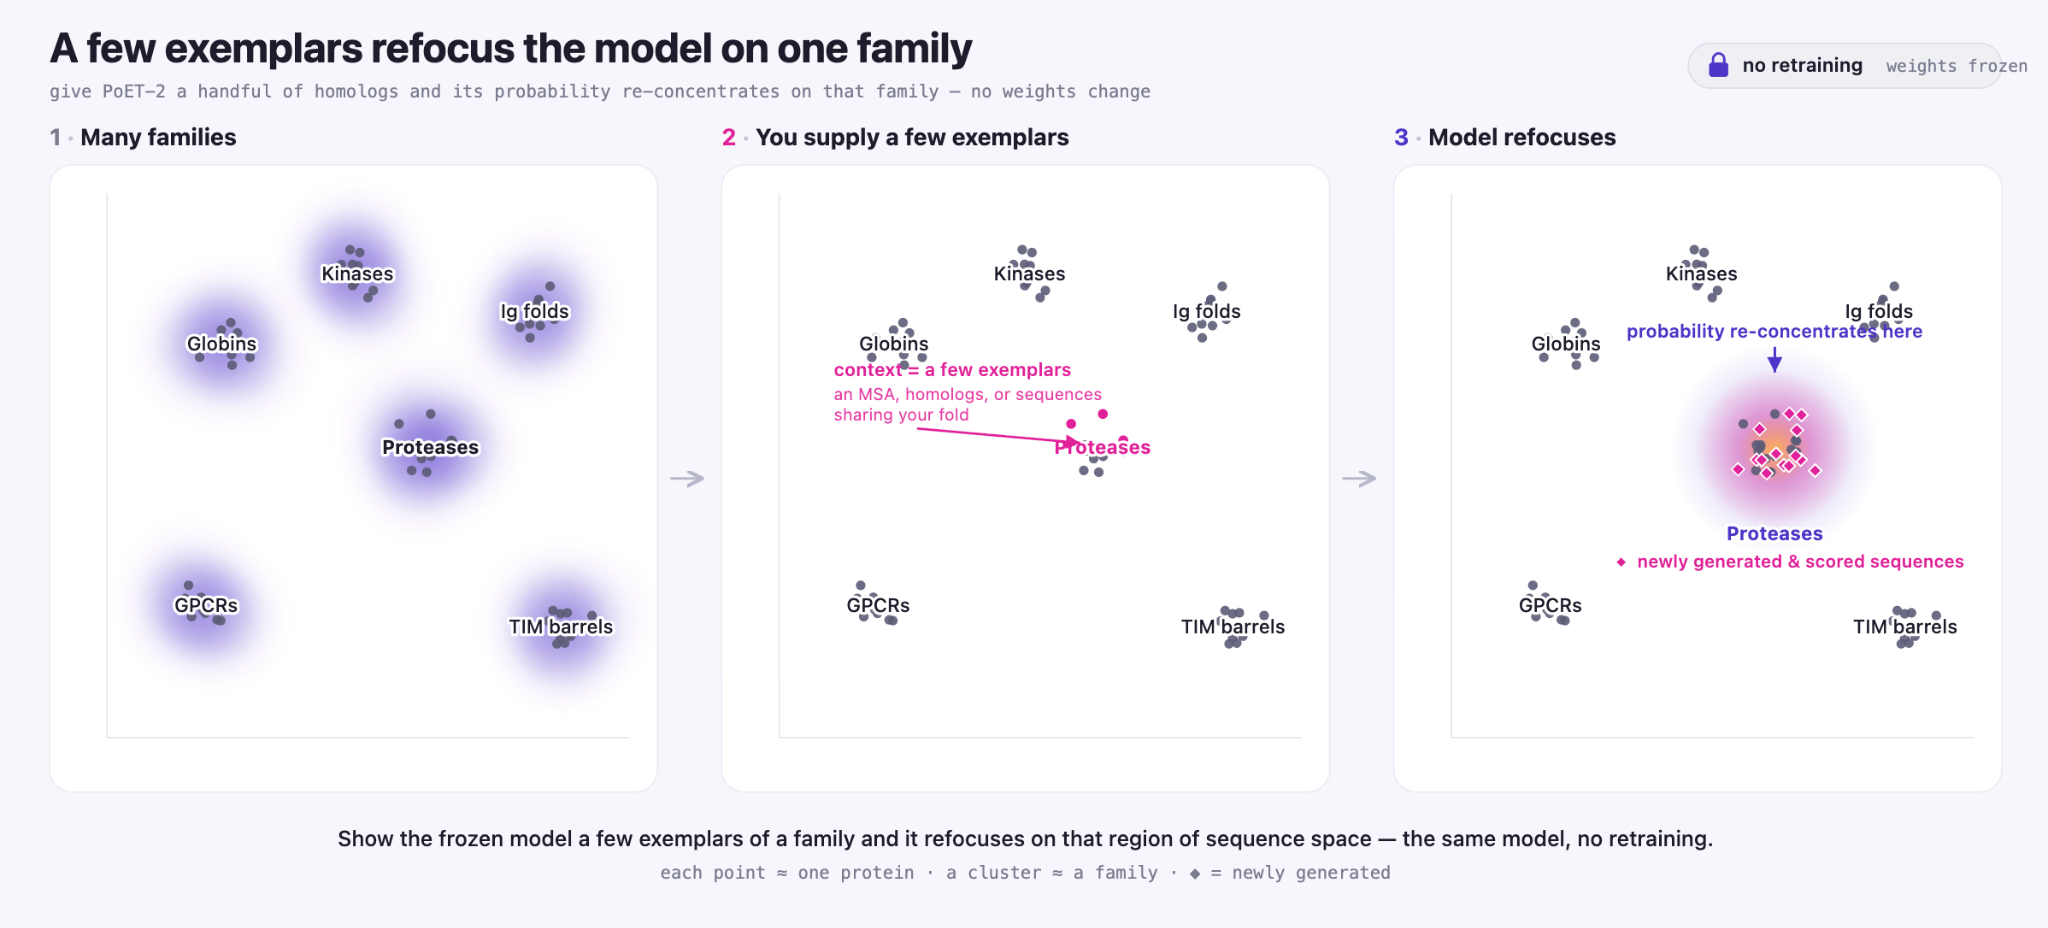 A few exemplars refocus the model on one family
give PoET–2 a handful of homologs and its probability re–concentrates on that family — no weights change
no retraining weights frozen
1 · Many families
Kinases
Ig folds
Globins
Proteases
GPCRs
TIM barrels
2 · You supply a few exemplars
Kinases
Ig folds
Globins
context = a few exemplars
an MSA, homologs, or sequences
sharing your fold
Proteases
GPCRs
TIM barrels
3 · Model refocuses
Kinases
Ig folds
probability re-concentrates here
Globins
Proteases
◆ newly generated & scored sequences
GPCRs
TIM barrels
Show the frozen model a few exemplars of a family and it refocuses on that region of sequence space — the same model, no retraining.
each point ≈ one protein · a cluster ≈ a family · ◆ = newly generated